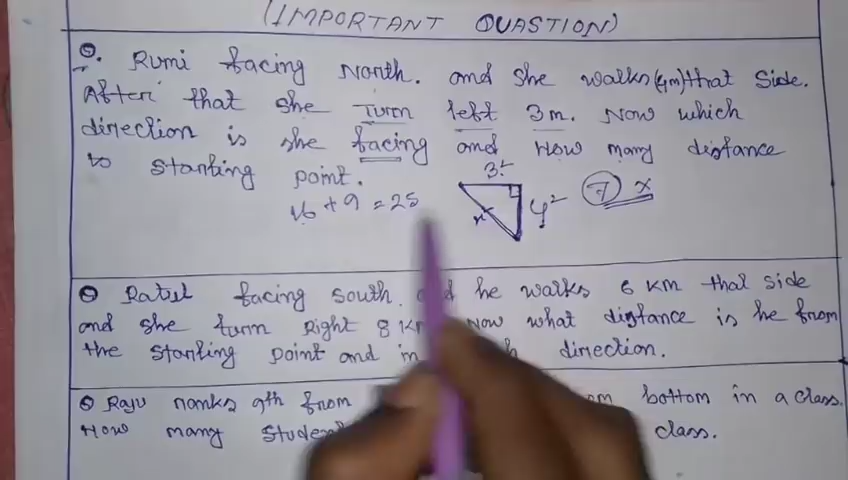 (IMPORTANT QUASTION)
Q. Rumi facing North. and she walks (4m) that side.
After that she Turn left 3m. Now which
direction is she facing and How many distance
to starting point.
3²
16 + 9 = 25
x
4²
7 x
Q Ratul facing south. and he walks 6 KM that side
and she turn Right 8 KM Now what distance is he from
the starting point and in direction.
Q Raju ranks 9th from bottom in a class.
How many class.